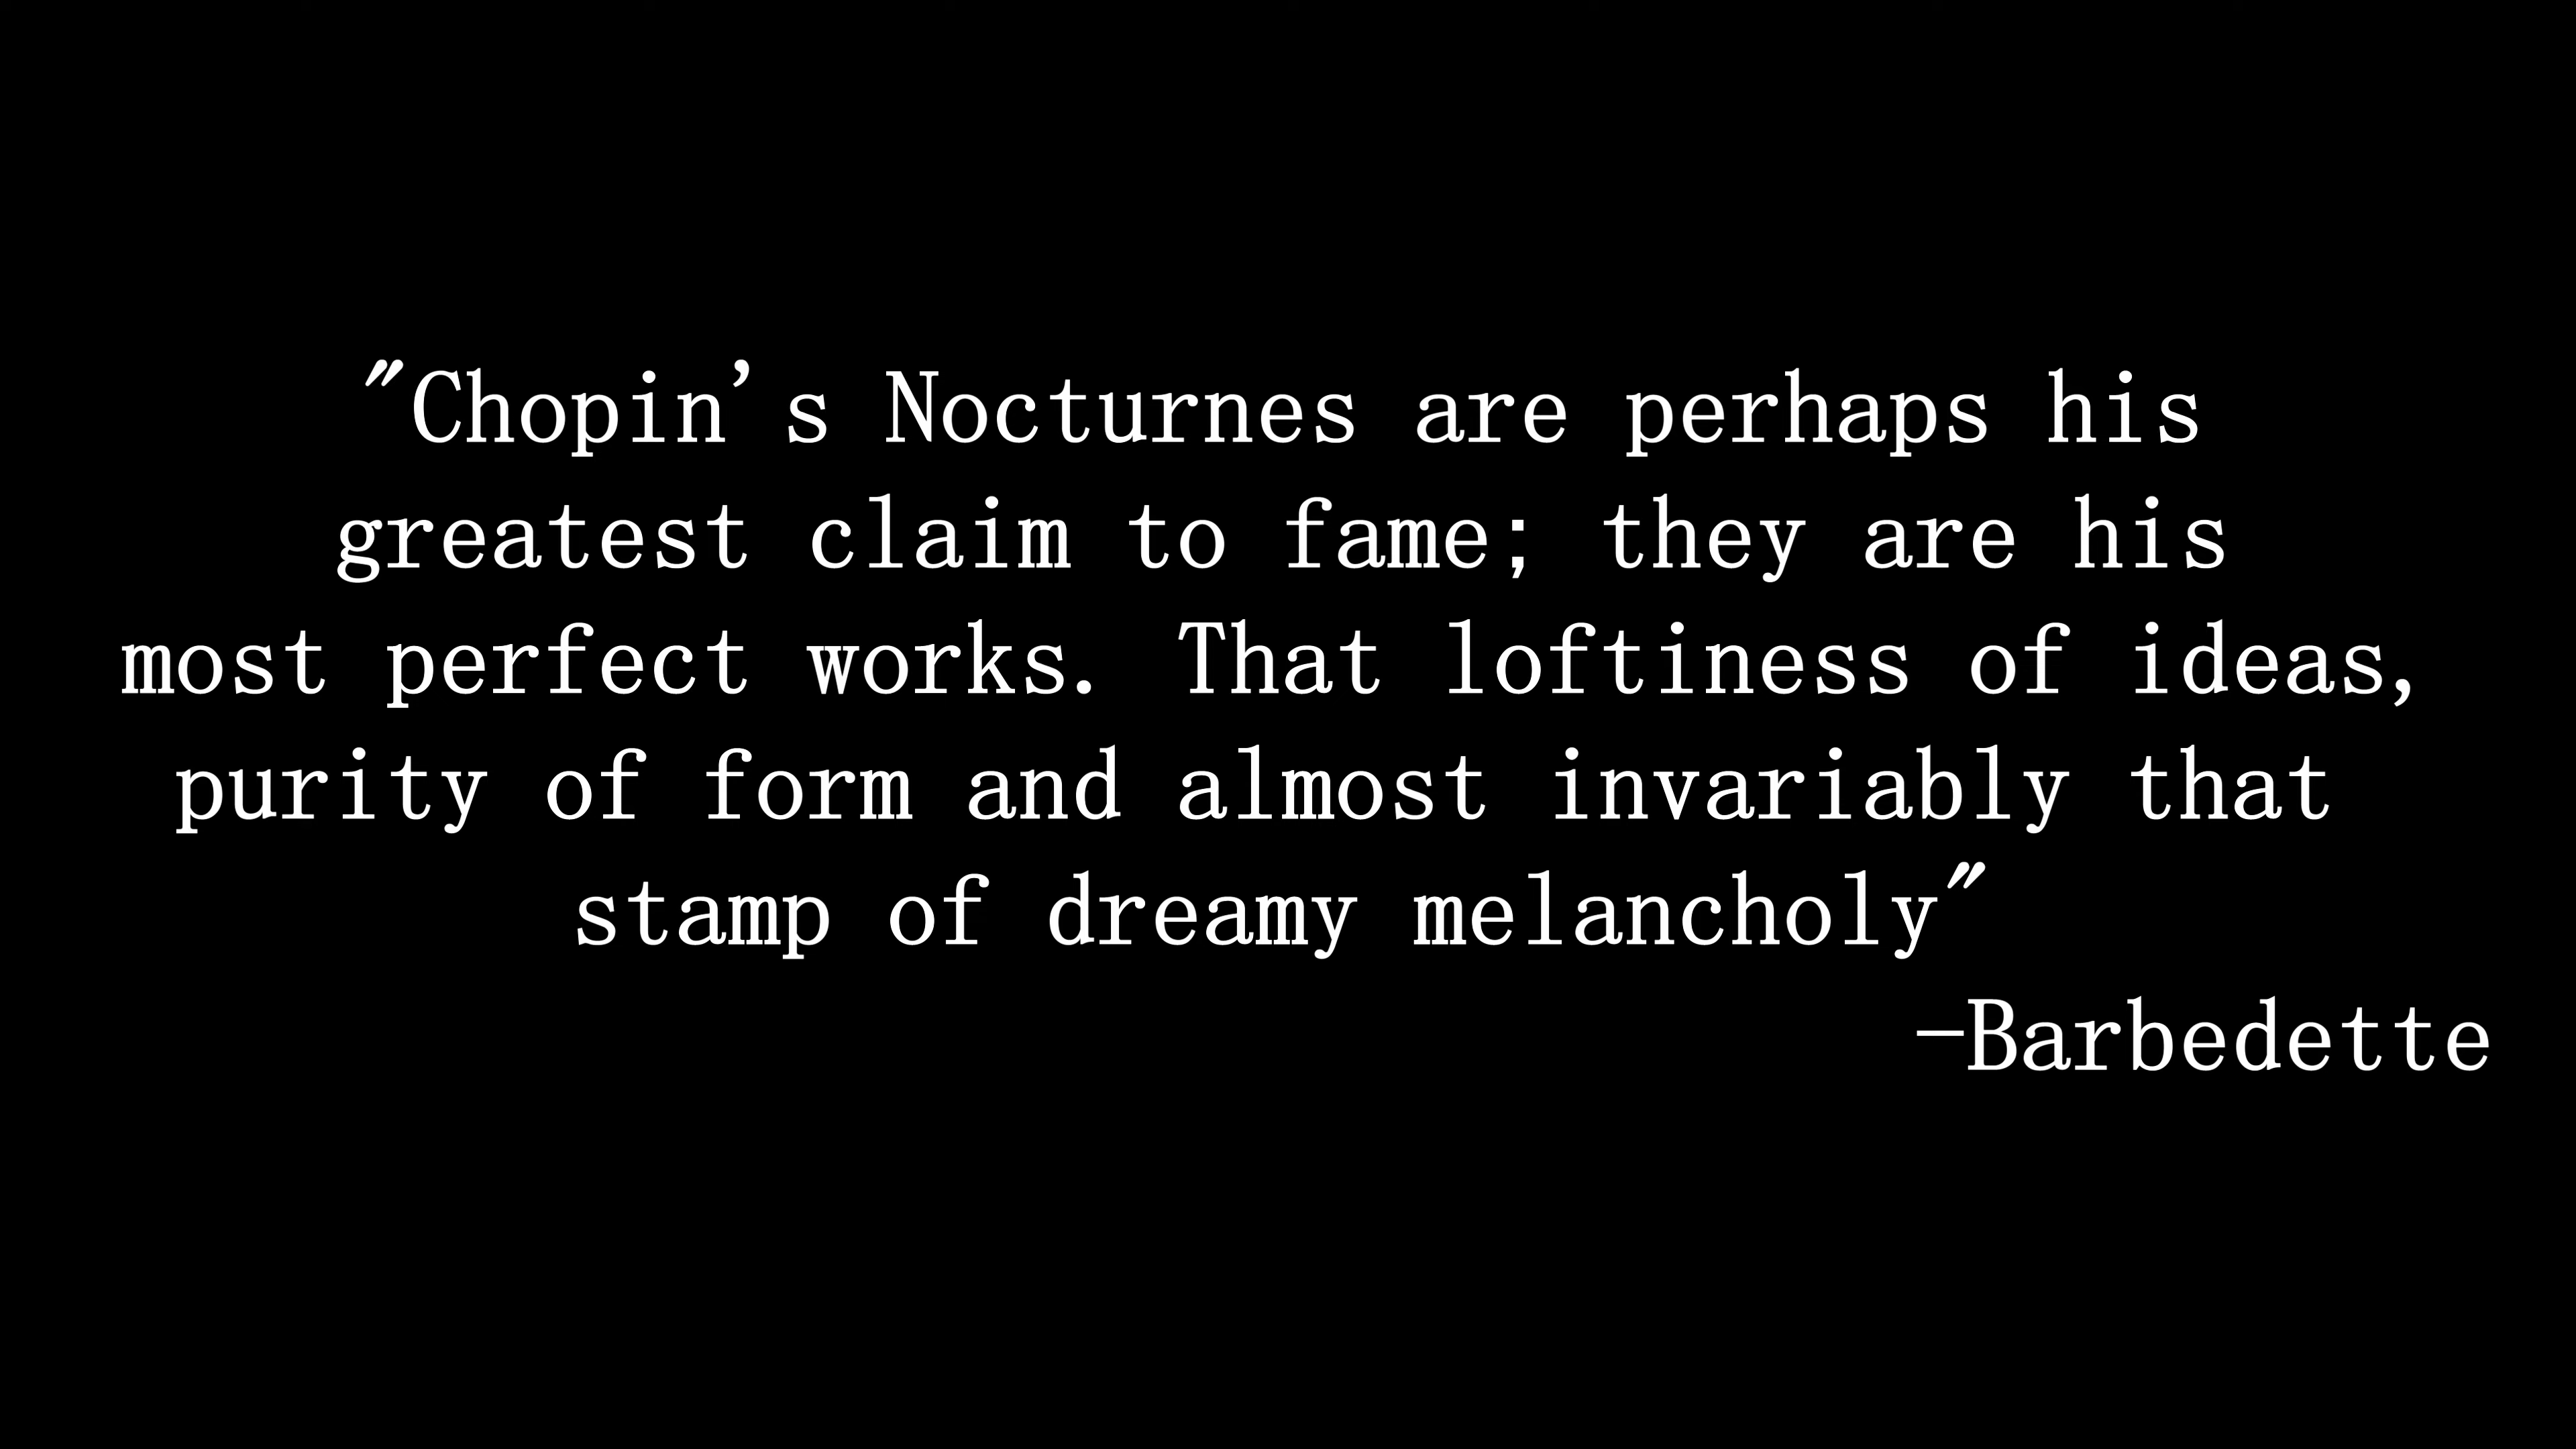 "Chopin's Nocturnes are perhaps his
greatest claim to fame; they are his
most perfect works. That loftiness of ideas,
purity of form and almost invariably that
stamp of dreamy melancholy"
-Barbedette